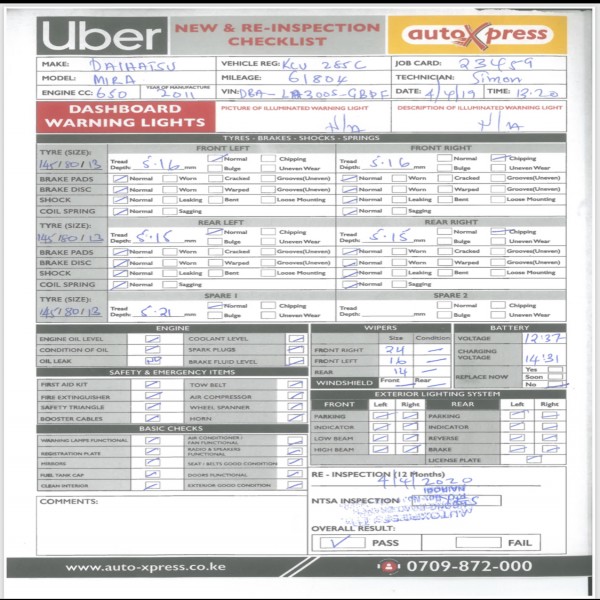 Uber NEW & RE-INSPECTION CHECKLIST autoXpress
MAKE: DAIHATSU VEHICLE REG: KCU 285C JOB CARD: 23459
MODEL: MIRA MILEAGE: 61804 TECHNICIAN: Simon
ENGINE CC: 650 YEAR OF MANUFACTURE 2011 VIN: DBA-LA300S-GBDF DATE: 4/4/19 TIME: 13.20
DASHBOARD WARNING LIGHTS PICTURE OF ILLUMINATED WARNING LIGHT DESCRIPTION OF ILLUMINATED WARNING LIGHT
N/A N/A
TYRES - BRAKES - SHOCKS - SPRINGS
FRONT LEFT FRONT RIGHT
TYRE (SIZE): 145/80/13 Tread Depth: 5.16 mm Normal Chipping Bulge Uneven Wear Tread Depth: 5.16 mm Normal Chipping Bulge Uneven Wear
BRAKE PADS Normal Worn Cracked Grooves(Uneven) Normal Worn Cracked Grooves(Uneven)
BRAKE DISC Normal Worn Warped Grooves(Uneven) Normal Worn Warped Grooves(Uneven)
SHOCK Normal Leaking Bent Loose Mounting Normal Leaking Bent Loose Mounting
COIL SPRING Normal Sagging Normal Sagging
REAR LEFT REAR RIGHT
TYRE (SIZE): 145/80/13 Tread Depth: 5.15 mm Normal Chipping Bulge Uneven Wear Tread Depth: 5.15 mm Normal Chipping Bulge Uneven Wear
BRAKE PADS Normal Worn Cracked Grooves(Uneven) Normal Worn Cracked Grooves(Uneven)
BRAKE DISC Normal Worn Warped Grooves(Uneven) Normal Worn Warped Grooves(Uneven)
SHOCK Normal Leaking Bent Loose Mounting Normal Leaking Bent Loose Mounting
COIL SPRING Normal Sagging Normal Sagging
SPARE 1 SPARE 2
TYRE (SIZE): 145/80/13 Tread Depth: 5.21 mm Normal Chipping Bulge Uneven Wear Tread Depth: mm Normal Chipping Bulge Uneven Wear
ENGINE
ENGINE OIL LEVEL COOLANT LEVEL
CONDITION OF OIL SPARK PLUGS
OIL LEAK NO BRAKE FLUID LEVEL
SAFETY & EMERGENCY ITEMS
FIRST AID KIT TOW BELT
FIRE EXTINGUISHER AIR COMPRESSOR
SAFETY TRIANGLE WHEEL SPANNER
BOOSTER CABLES HORN
BASIC CHECKS
WARNING LAMPS FUNCTIONAL AIR CONDITIONER / FAN FUNCTIONAL
REGISTRATION PLATE RADIO & SPEAKERS FUNCTIONAL
MIRRORS SEAT / BELTS GOOD CONDITION
FUEL TANK CAP DOORS FUNCTIONAL
CLEAN INTERIOR EXTERIOR GOOD CONDITION
COMMENTS:
WIPERS
Size Condition
FRONT RIGHT 24
FRONT LEFT 16
REAR 14
WINDSHIELD Front Rear
BATTERY
VOLTAGE 12.37
CHARGING VOLTAGE 14.31
REPLACE NOW Yes Soon No
EXTERIOR LIGHTING SYSTEM
FRONT Left Right REAR Left Right
PARKING PARKING
INDICATOR INDICATOR
LOW BEAM REVERSE
HIGH BEAM BRAKE
LICENSE PLATE
RE - INSPECTION (12 Months)
4/4/2020
NTSA INSPECTION
NAIROBI
OVERALL RESULT:
PASS FAIL
www.auto-xpress.co.ke 0709-872-000